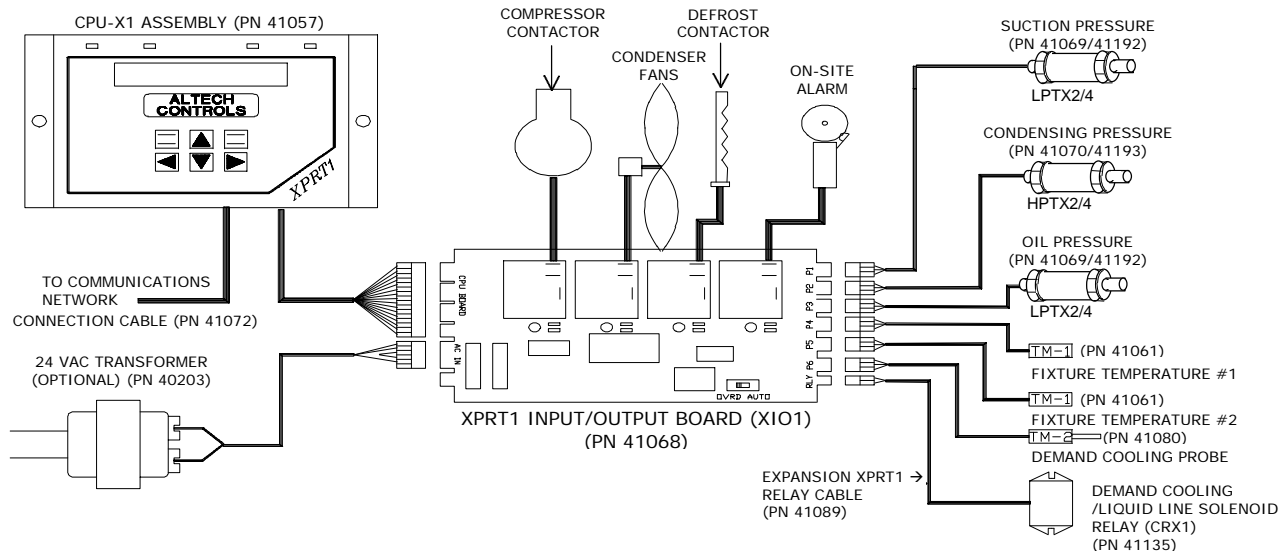 CPU-X1 ASSEMBLY (PN 41057)
ALTECH
CONTROLS
XPRT1
TO COMMUNICATIONS
NETWORK
CONNECTION CABLE (PN 41072)
24 VAC TRANSFORMER
(OPTIONAL) (PN 40203)
COMPRESSOR
CONTACTOR
CONDENSER
FANS
DEFROST
CONTACTOR
ON-SITE
ALARM
CPU BOARD
AC IN
P1
P2
P3
P4
P5
P6
RLY
OVRD AUTO
XPRT1 INPUT/OUTPUT BOARD (XIO1)
(PN 41068)
SUCTION PRESSURE
(PN 41069/41192)
LPTX2/4
CONDENSING PRESSURE
(PN 41070/41193)
HPTX2/4
OIL PRESSURE
(PN 41069/41192)
LPTX2/4
TM-1 (PN 41061)
FIXTURE TEMPERATURE #1
TM-1 (PN 41061)
FIXTURE TEMPERATURE #2
TM-2 (PN 41080)
DEMAND COOLING PROBE
EXPANSION XPRT1 →
RELAY CABLE
(PN 41089)
DEMAND COOLING
/LIQUID LINE SOLENOID
RELAY (CRX1)
(PN 41135)